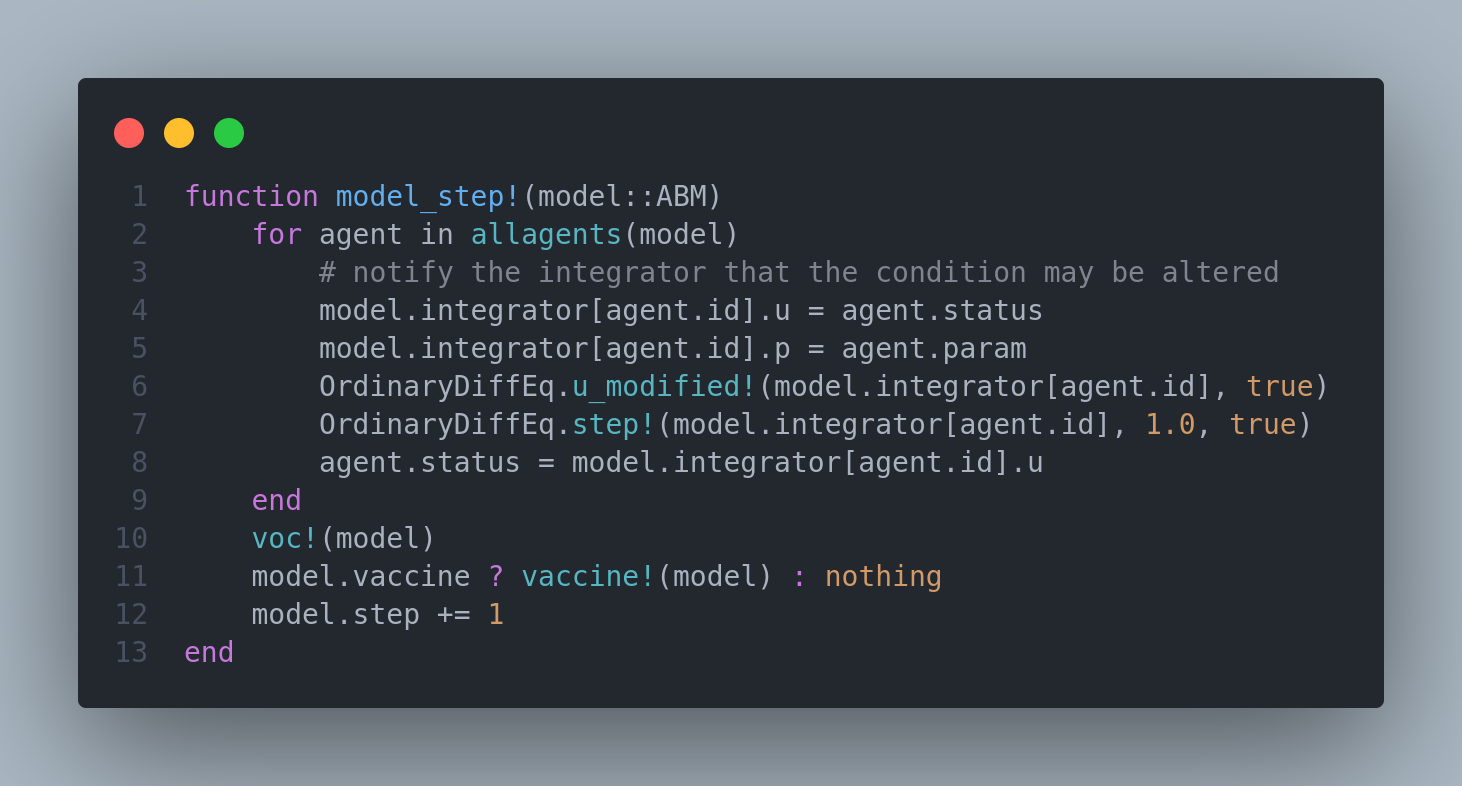 1 function model_step!(model::ABM)
2     for agent in allagents(model)
3         # notify the integrator that the condition may be altered
4         model.integrator[agent.id].u = agent.status
5         model.integrator[agent.id].p = agent.param
6         OrdinaryDiffEq.u_modified!(model.integrator[agent.id], true)
7         OrdinaryDiffEq.step!(model.integrator[agent.id], 1.0, true)
8         agent.status = model.integrator[agent.id].u
9     end
10     voc!(model)
11     model.vaccine ? vaccine!(model) : nothing
12     model.step += 1
13 end